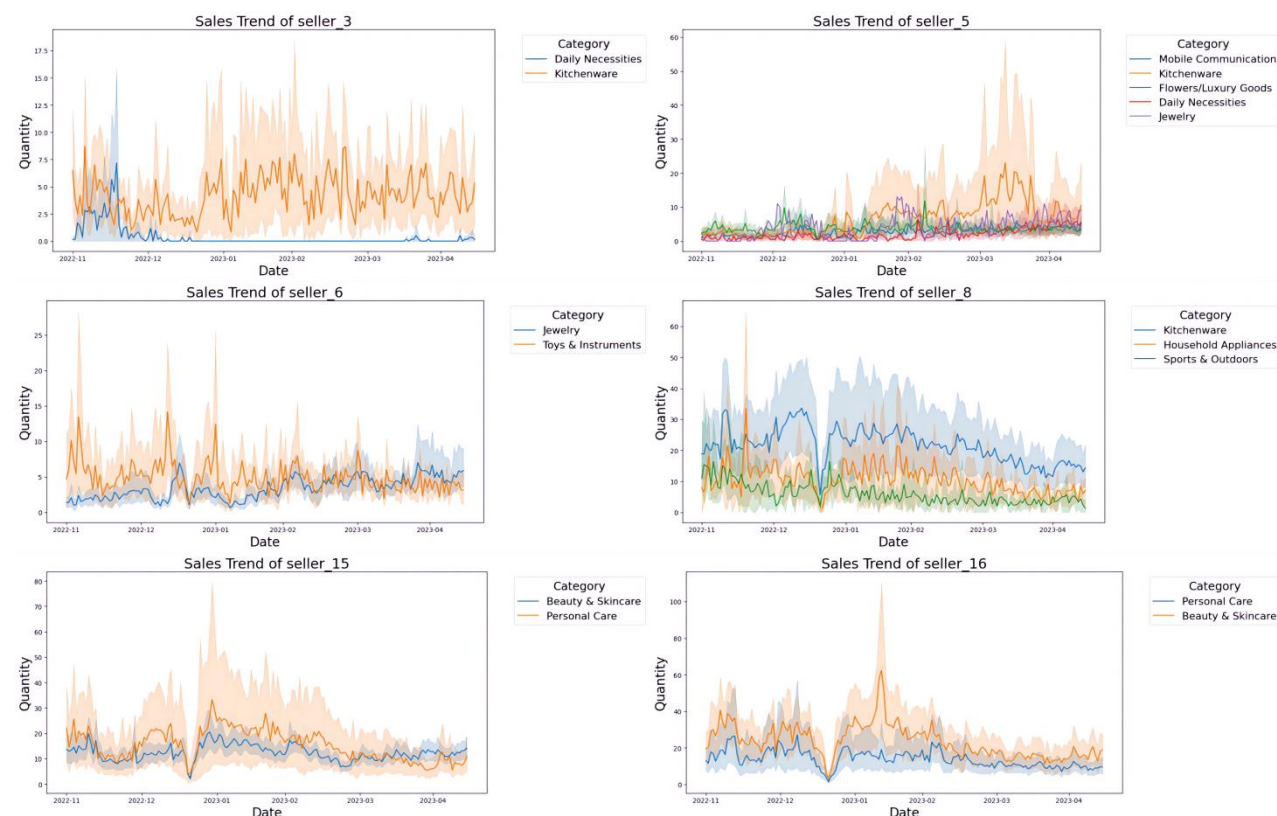 Sales Trend of seller_3
Category
Daily Necessities
Kitchenware
17.5
15.0
12.5
10.0
7.5
5.0
2.5
0.0
Quantity
2022-11
2022-12
2023-01
2023-02
2023-03
2023-04
Date
Sales Trend of seller_5
Category
Mobile Communication
Kitchenware
Flowers/Luxury Goods
Daily Necessities
Jewelry
60
50
40
30
20
10
0
Quantity
2022-11
2022-12
2023-01
2023-02
2023-03
2023-04
Date
Sales Trend of seller_6
Category
Jewelry
Toys & Instruments
25
20
15
10
5
0
Quantity
2022-11
2022-12
2023-01
2023-02
2023-03
2023-04
Date
Sales Trend of seller_8
Category
Kitchenware
Household Appliances
Sports & Outdoors
60
50
40
30
20
10
0
Quantity
2022-11
2022-12
2023-01
2023-02
2023-03
2023-04
Date
Sales Trend of seller_15
Category
Beauty & Skincare
Personal Care
80
70
60
50
40
30
20
10
0
Quantity
2022-11
2022-12
2023-01
2023-02
2023-03
2023-04
Date
Sales Trend of seller_16
Category
Personal Care
Beauty & Skincare
100
80
60
40
20
0
Quantity
2022-11
2022-12
2023-01
2023-02
2023-03
2023-04
Date